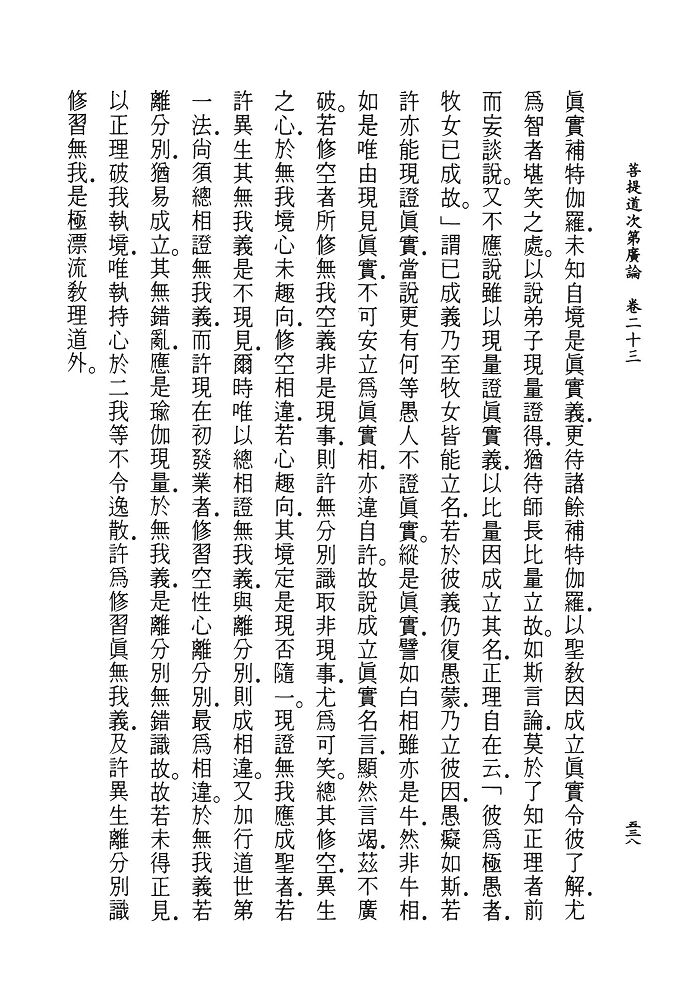 菩提道次第廣論　卷二十三
五三八
眞實補特伽羅．未知自境是眞實義．更待諸餘補特伽羅．以聖教因成立眞實令彼了解．尤
爲智者堪笑之處。以說弟子現量證得．猶待師長比量立故。如斯言論．莫於了知正理者前
而妄談說。又不應說雖以現量證眞實義．以比量因成立其名．正理自在云．「彼爲極愚者．
牧女已成故。」謂已成義乃至牧女皆能立名．若於彼義仍復愚蒙．乃立彼因．愚癡如斯．若
許亦能現證眞實．當說更有何等愚人不證眞實。縱是眞實．譬如白相雖亦是牛．然非牛相．
如是唯由現見眞實．不可安立爲眞實相．亦違自許。故說成立眞實名言．顯然言竭．茲不廣
破。若修空者所修無我空義非是現事．則許無分別識取非現事．尤爲可笑。總其修空．異生
之心．於無我境心未趣向．修空相違．若心趣向．其境定是現否隨一。現證無我應成聖者．若
許異生其無我義是不現見．爾時唯以總相證無我義．與離分別．則成相違。又加行道世第
一法．尚須總相證無我義．而許現在初發業者．修習空性心離分別．最爲相違。於無我義若
離分別．猶易成立。其無錯亂．應是瑜伽現量．於無我義．是離分別無錯識故。故若未得正見．
以正理破我執境．唯執持心於二我等不令逸散．許爲修習眞無我義．及許異生離分別識
修習無我．是極漂流教理道外。